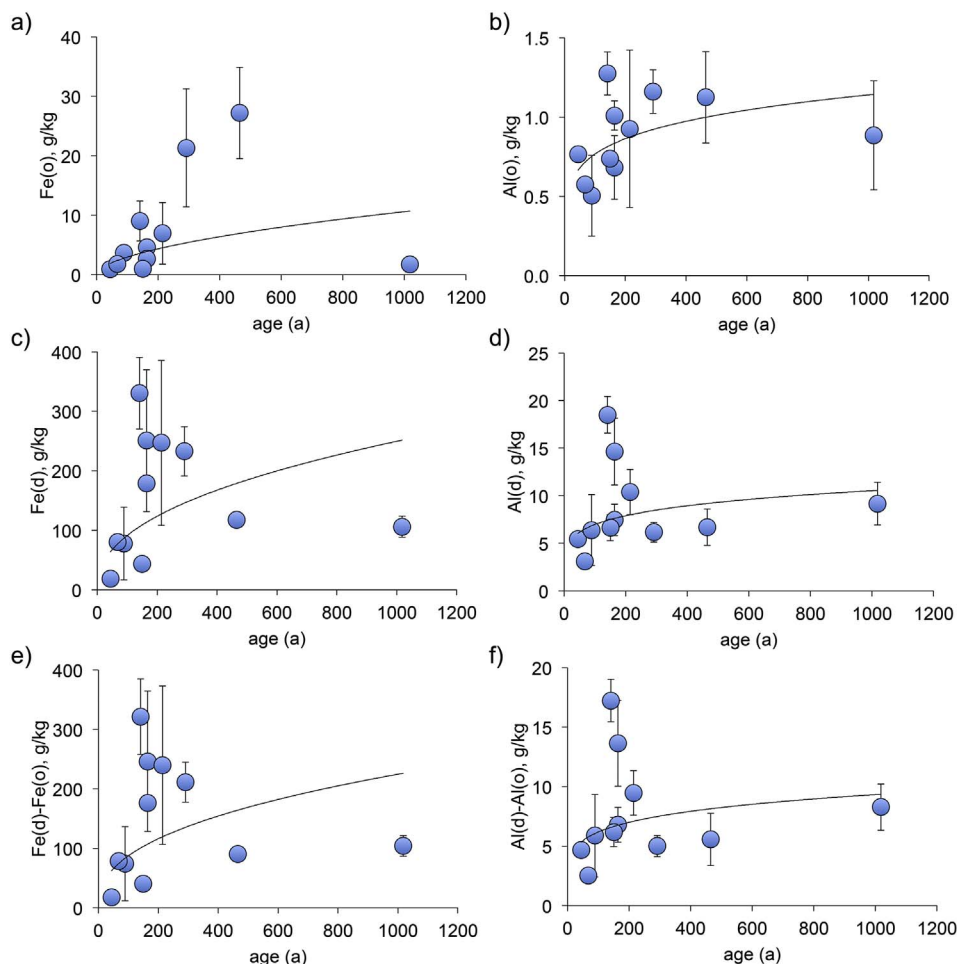 a)
Fe(o), g/kg
40
30
20
10
0
0 200 400 600 800 1000 1200
age (a)
b)
Al(o), g/kg
1.5
1.0
0.5
0.0
0 200 400 600 800 1000 1200
age (a)
c)
Fe(d), g/kg
400
300
200
100
0
0 200 400 600 800 1000 1200
age (a)
d)
Al(d), g/kg
25
20
15
10
5
0
0 200 400 600 800 1000 1200
age (a)
e)
Fe(d)-Fe(o), g/kg
400
300
200
100
0
0 200 400 600 800 1000 1200
age (a)
f)
Al(d)-Al(o), g/kg
20
15
10
5
0
0 200 400 600 800 1000 1200
age (a)